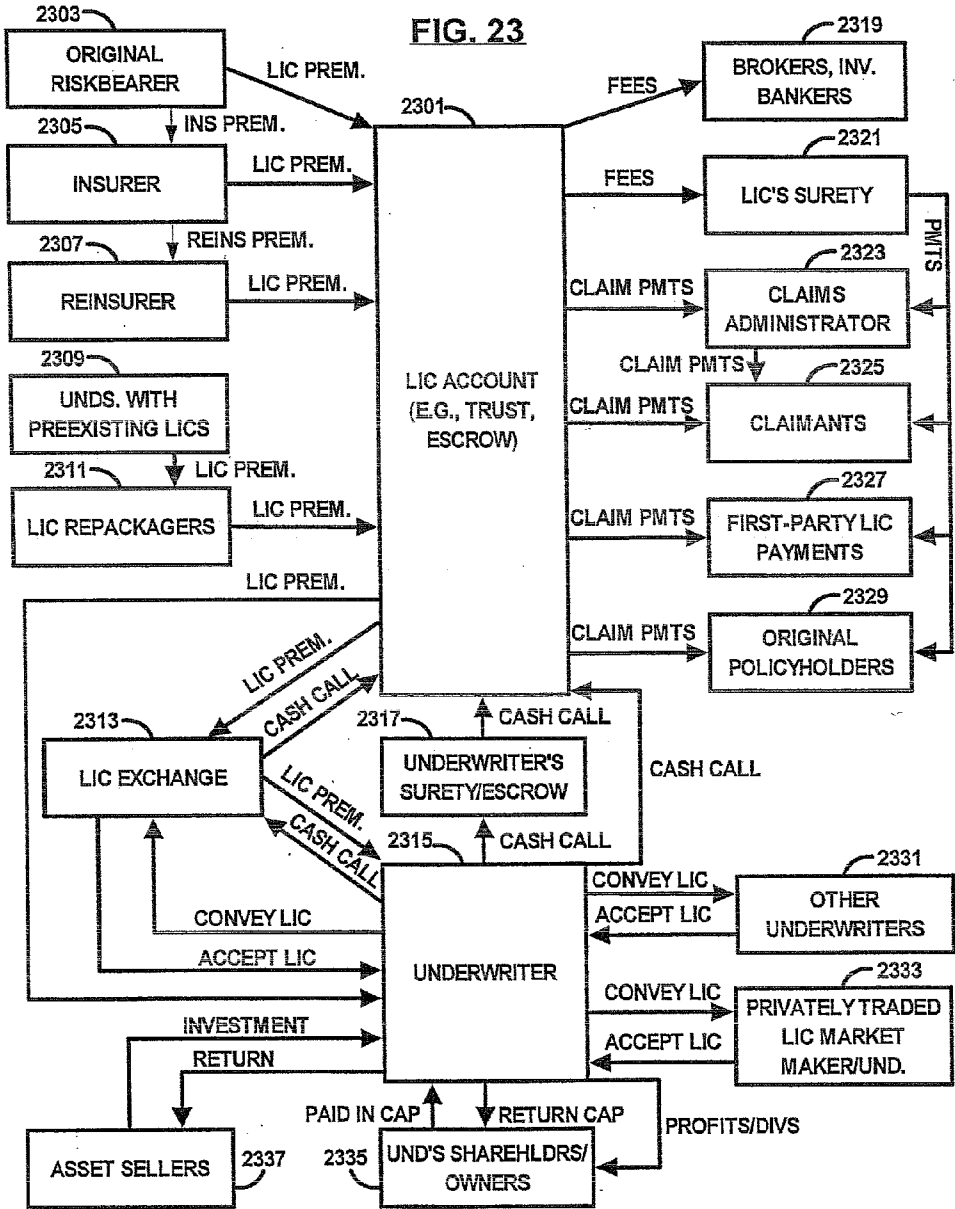 FIG. 23
2303
ORIGINAL
RISKBEARER
LIC PREM.
INS PREM.
2305
INSURER
LIC PREM.
REINS PREM.
2307
REINSURER
LIC PREM.
2309
UNDS. WITH
PREEXISTING LICS
LIC PREM.
2311
LIC REPACKAGERS
LIC PREM.
2301
LIC ACCOUNT
(E.G., TRUST,
ESCROW)
FEES
2319
BROKERS, INV.
BANKERS
FEES
2321
LIC'S SURETY
PMTS
CLAIM PMTS
2323
CLAIMS
ADMINISTRATOR
CLAIM PMTS
CLAIM PMTS
2325
CLAIMANTS
CLAIM PMTS
2327
FIRST-PARTY LIC
PAYMENTS
CLAIM PMTS
2329
ORIGINAL
POLICYHOLDERS
LIC PREM.
LIC PREM.
CASH CALL
2313
LIC EXCHANGE
LIC PREM.
CASH CALL
2317
CASH CALL
UNDERWRITER'S
SURETY/ESCROW
CASH CALL
CASH CALL
2315
UNDERWRITER
CONVEY LIC
ACCEPT LIC
CONVEY LIC
ACCEPT LIC
2331
OTHER
UNDERWRITERS
CONVEY LIC
ACCEPT LIC
2333
PRIVATELY TRADED
LIC MARKET
MAKER/UND.
INVESTMENT
RETURN
PAID IN CAP
RETURN CAP
PROFITS/DIVS
ASSET SELLERS
2337
2335
UND'S SHAREHLDRS/
OWNERS